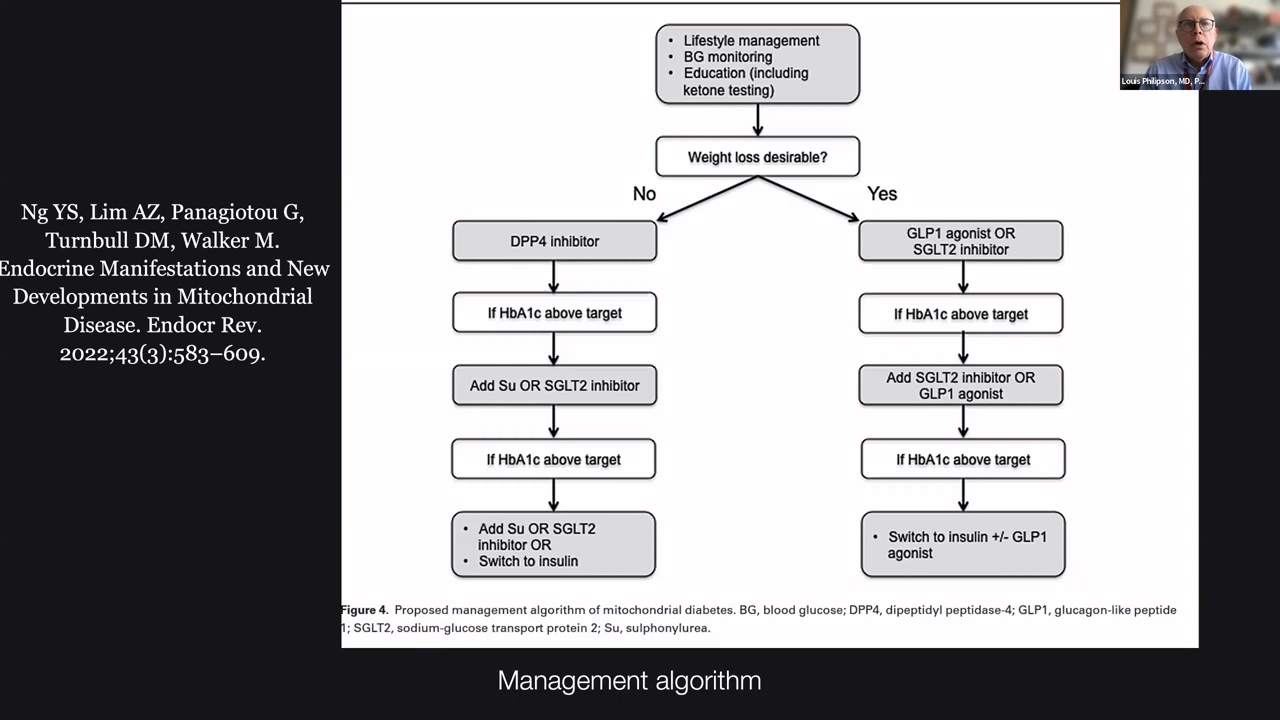 Ng YS, Lim AZ, Panagiotou G,
Turnbull DM, Walker M.
Endocrine Manifestations and New
Developments in Mitochondrial
Disease. Endocr Rev.
2022;43(3):583–609.
• Lifestyle management
• BG monitoring
• Education (including
ketone testing)
Weight loss desirable?
No
Yes
DPP4 inhibitor
If HbA1c above target
Add Su OR SGLT2 inhibitor
If HbA1c above target
• Add Su OR SGLT2
inhibitor OR
• Switch to insulin
GLP1 agonist OR
SGLT2 inhibitor
If HbA1c above target
Add SGLT2 inhibitor OR
GLP1 agonist
If HbA1c above target
• Switch to insulin +/- GLP1
agonist
Figure 4. Proposed management algorithm of mitochondrial diabetes. BG, blood glucose; DPP4, dipeptidyl peptidase-4; GLP1, glucagon-like peptide
1; SGLT2, sodium-glucose transport protein 2; Su, sulphonylurea.
Management algorithm
Louis Philipson, MD, P...